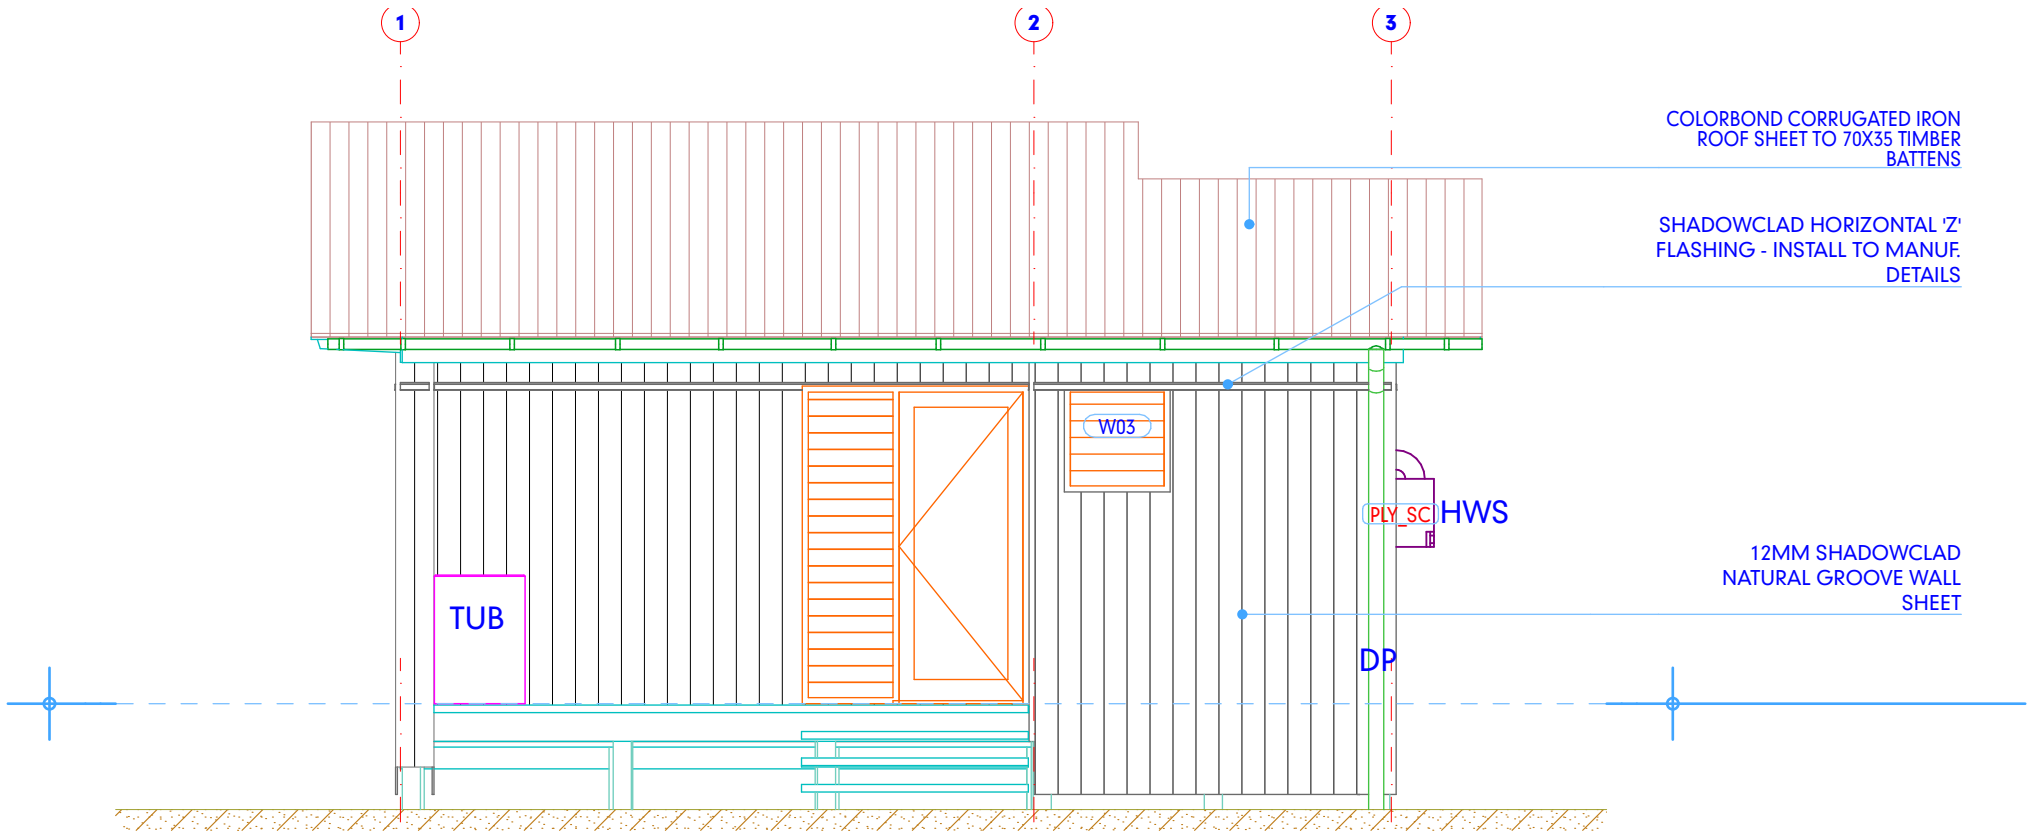 1
2
3
COLORBOND CORRUGATED IRON
ROOF SHEET TO 70X35 TIMBER
BATTENS
SHADOWCLAD HORIZONTAL 'Z'
FLASHING - INSTALL TO MANUF.
DETAILS
W03
PLY_SC
HWS
12MM SHADOWCLAD
NATURAL GROOVE WALL
SHEET
TUB
DP